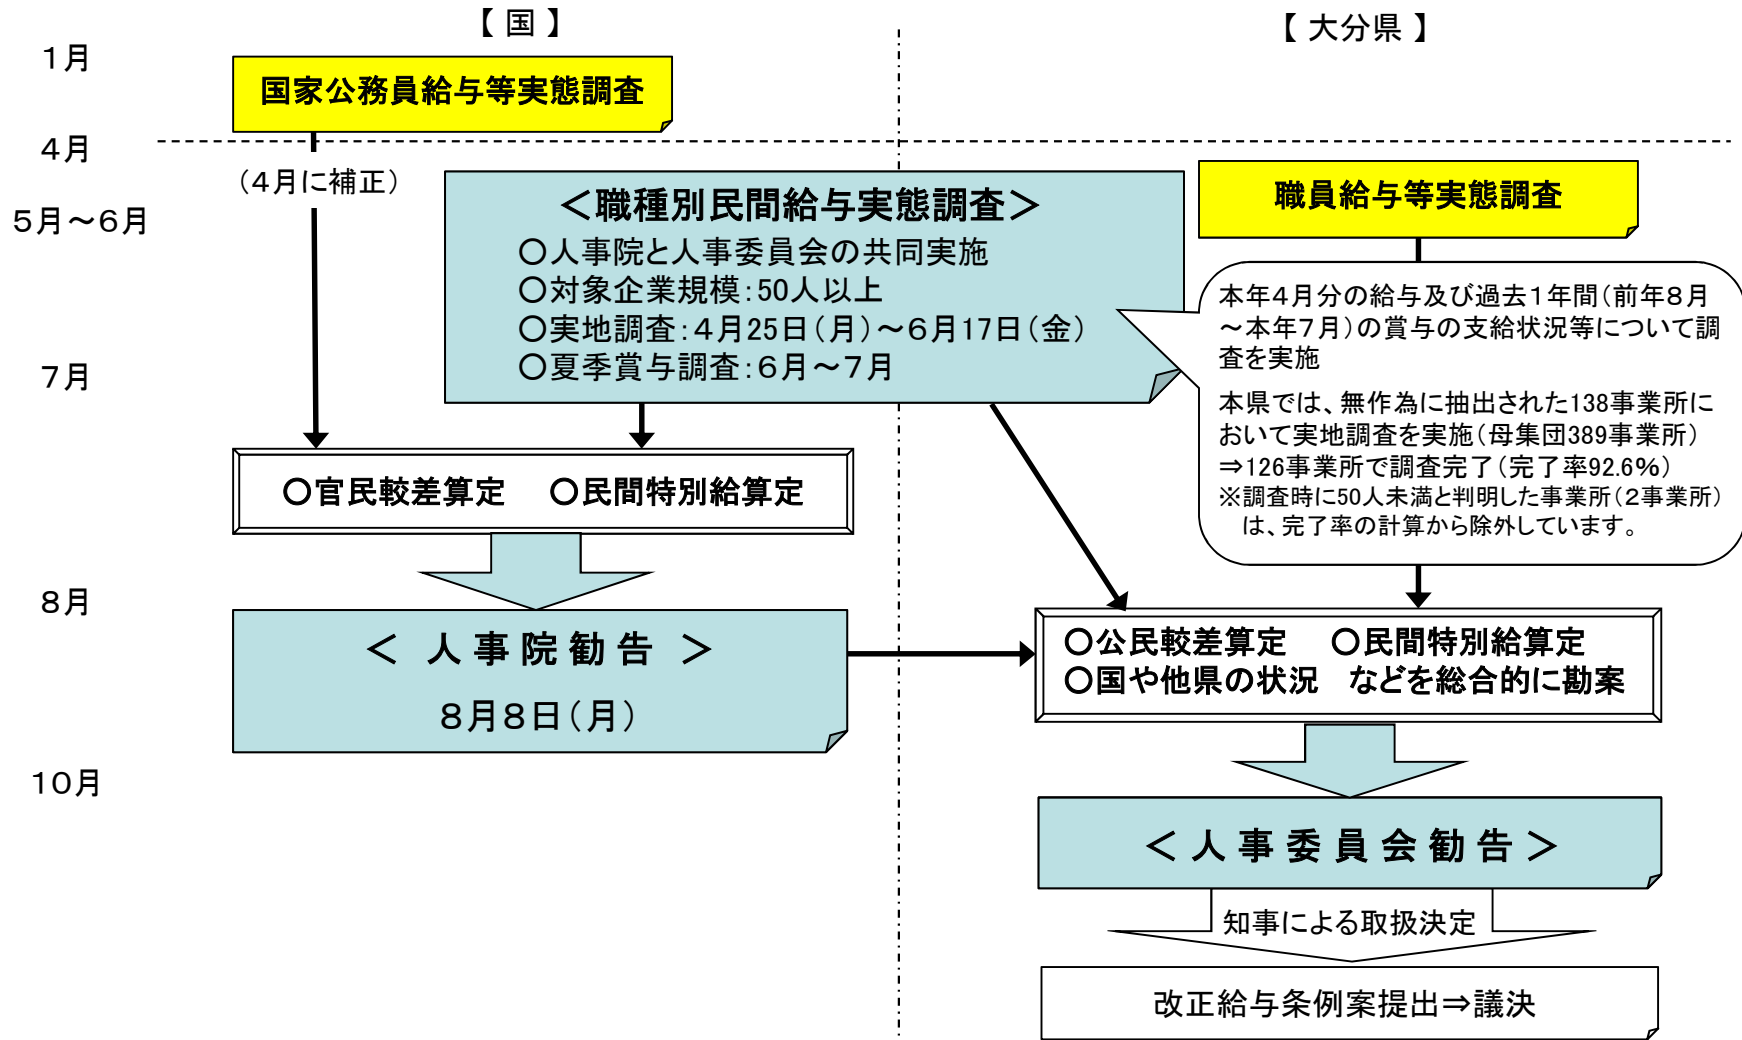 【 国 】
【 大分県 】
１月
国家公務員給与等実態調査
４月
（４月に補正）
５月～６月
＜職種別民間給与実態調査＞
○人事院と人事委員会の共同実施
○対象企業規模：50人以上
○実地調査：４月25日（月）～６月17日（金）
○夏季賞与調査：６月～７月
職員給与等実態調査
本年４月分の給与及び過去１年間（前年８月
～本年７月）の賞与の支給状況等について調
査を実施
本県では、無作為に抽出された138事業所に
おいて実地調査を実施（母集団389事業所）
⇒126事業所で調査完了（完了率92.6％）
※調査時に50人未満と判明した事業所（２事業所）
は、完了率の計算から除外しています。
７月
○官民較差算定　○民間特別給算定
８月
＜ 人 事 院 勧 告 ＞
８月８日（月）
○公民較差算定　○民間特別給算定
○国や他県の状況　などを総合的に勘案
１０月
＜ 人 事 委 員 会 勧 告 ＞
知事による取扱決定
改正給与条例案提出⇒議決